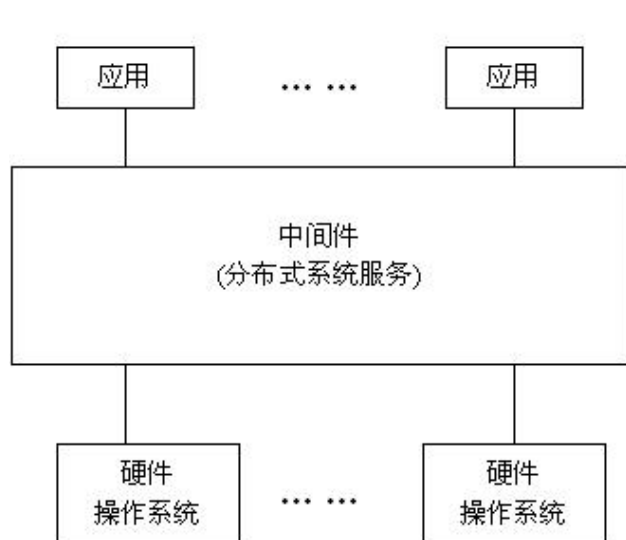 应用
... ...
应用
中间件
(分布式系统服务)
硬件
操作系统
... ...
硬件
操作系统